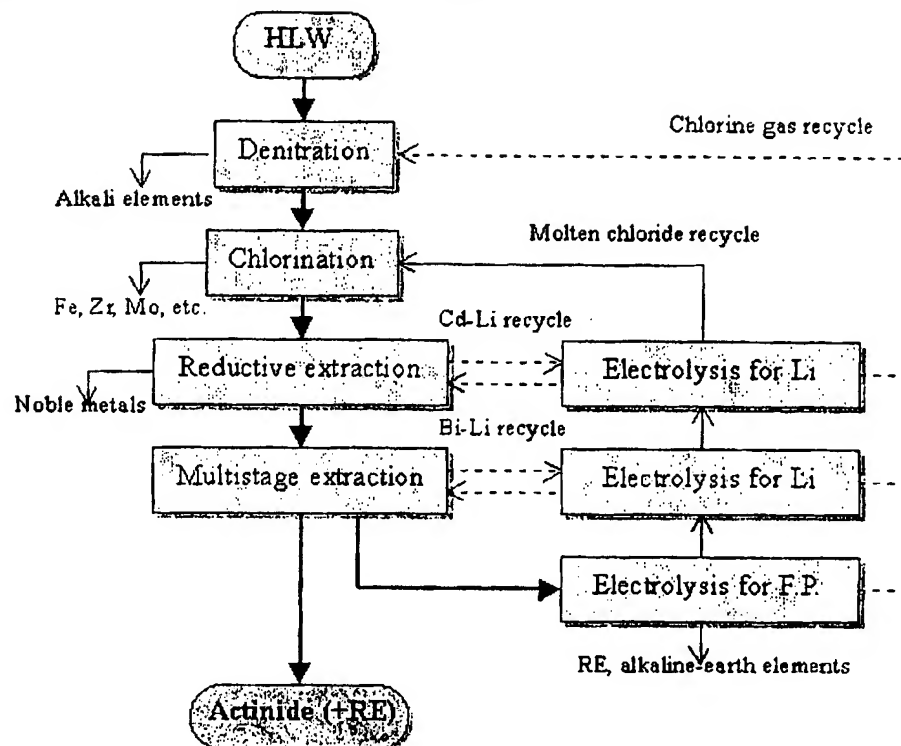 HLW
Chlorine gas recycle
Denitration
Alkali elements
Molten chloride recycle
Chlorination
Fe, Zr, Mo, etc.
Cd-Li recycle
Reductive extraction
Electrolysis for Li
Noble metals
Bi-Li recycle
Multistage extraction
Electrolysis for Li
Electrolysis for F.P.
RE, alkaline-earth elements
Actinide (+RE)